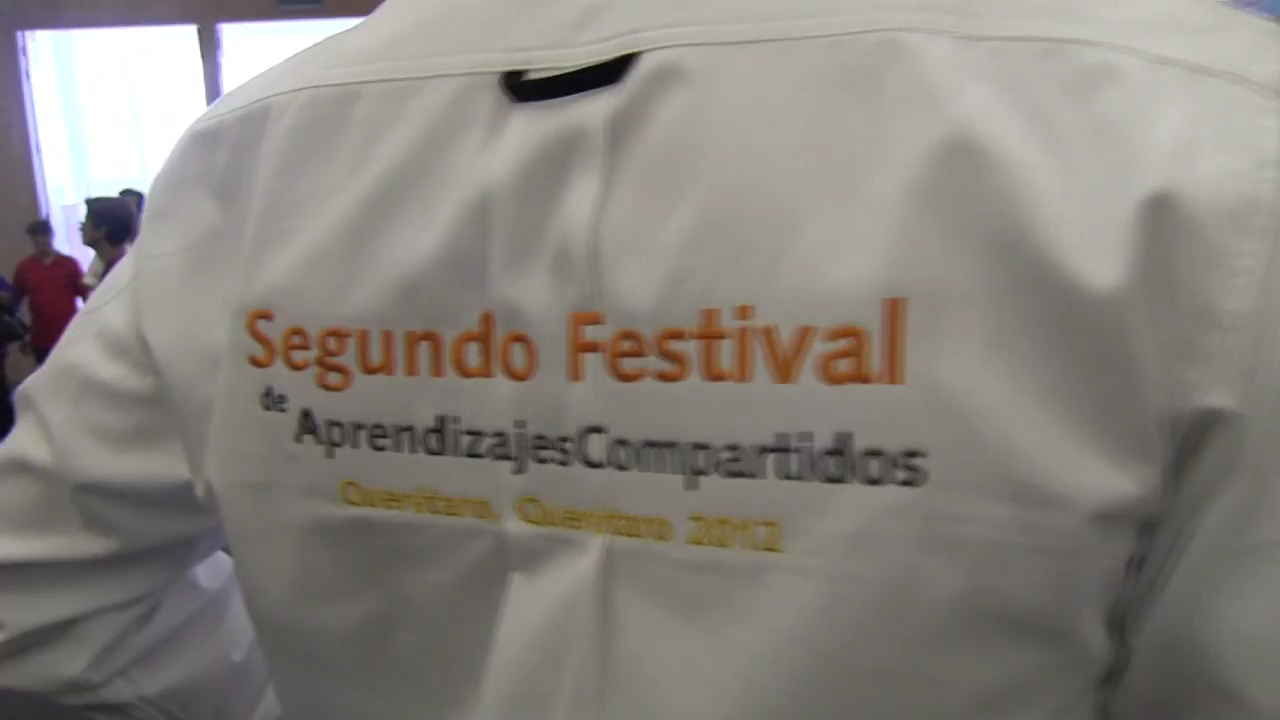 Segundo Festival
de AprendizajesCompartidos
Querétaro, Querétaro 2012